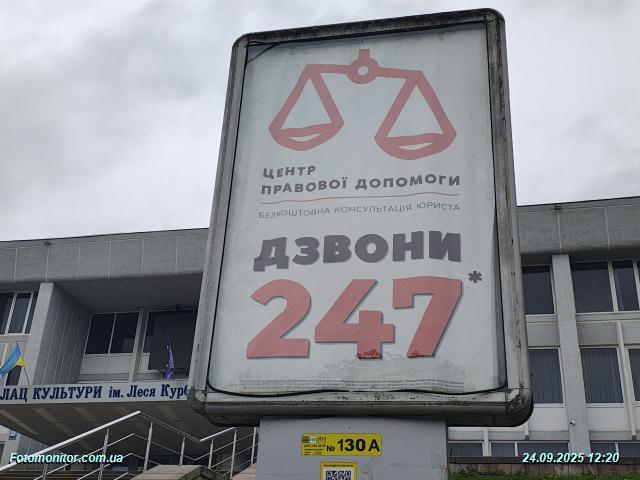 ЦЕНТР
ПРАВОВОЇ ДОПОМОГИ
БЕЗКОШТОВНА КОНСУЛЬТАЦІЯ ЮРИСТА
ДЗВОНИ
247*
ЛАЦ КУЛЬТУРИ ім. Леся Курб
№ 130 А
Fotomonitor.com.ua
24.09.2025 12:20